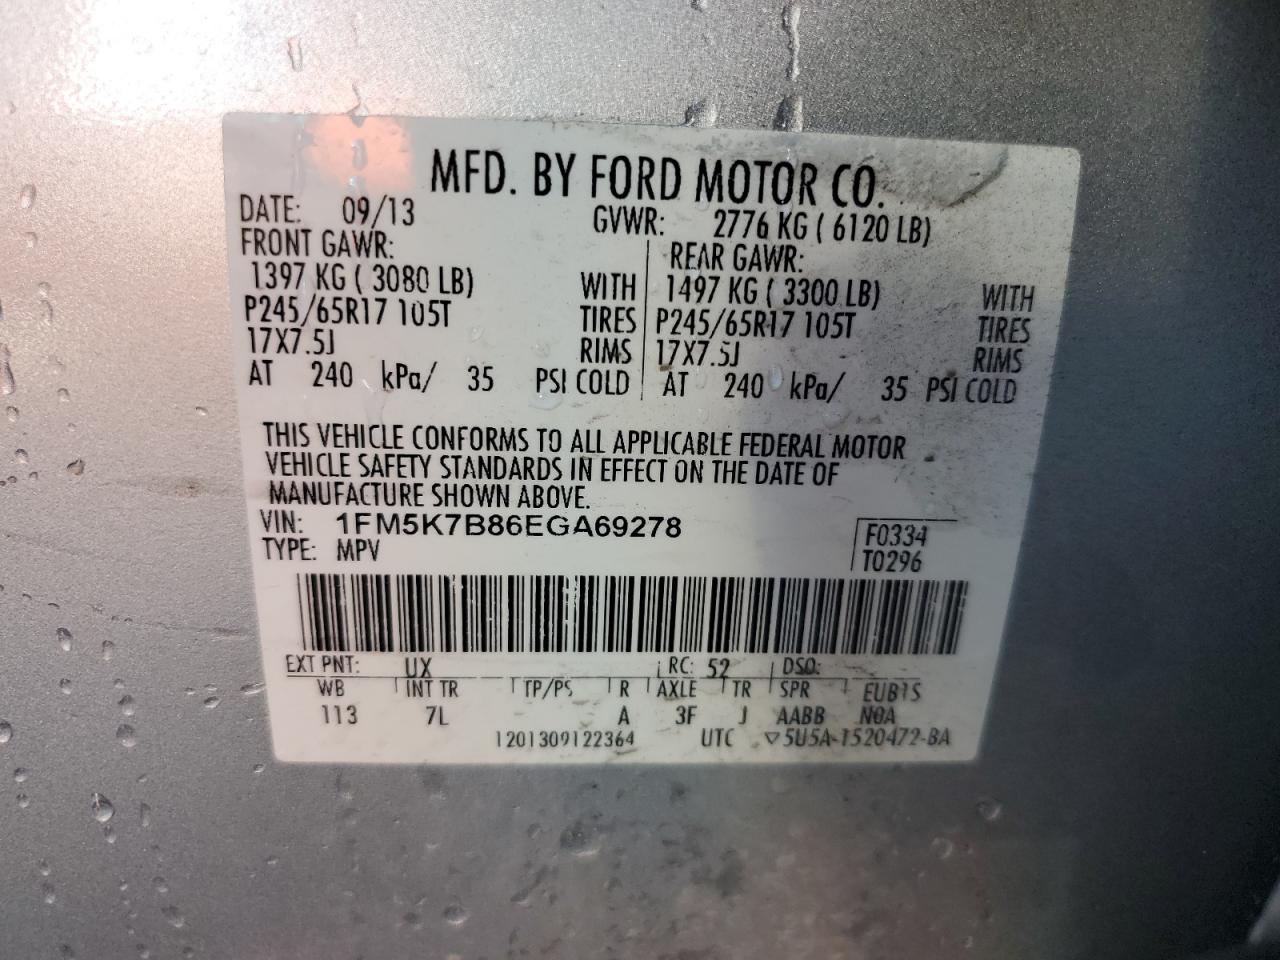 MFD. BY FORD MOTOR CO.
DATE: 09/13 GVWR: 2776 KG ( 6120 LB)
FRONT GAWR: REAR GAWR:
1397 KG ( 3080 LB) WITH 1497 KG ( 3300 LB) WITH
P245/65R17 105T TIRES P245/65R17 105T TIRES
17X7.5J RIMS 17X7.5J RIMS
AT 240 kPa/ 35 PSI COLD AT 240 kPa/ 35 PSI COLD
THIS VEHICLE CONFORMS TO ALL APPLICABLE FEDERAL MOTOR
VEHICLE SAFETY STANDARDS IN EFFECT ON THE DATE OF
MANUFACTURE SHOWN ABOVE.
VIN: 1FM5K7B86EGA69278 F0334
TYPE: MPV T0296
EXT PNT: UX RC: 52 DSO:
WB INT TR TP/PS R AXLE TR SPR EUB1S
113 7L A 3F J AABB N0A
1201309122364 UTC ▽5U5A-1520472-BA